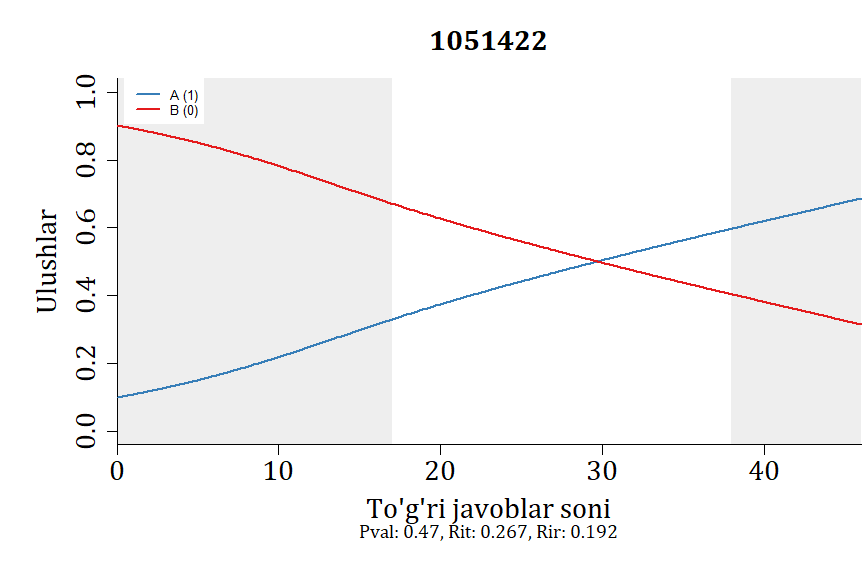 1051422
A (1)
B (0)
1.0
0.8
0.6
0.4
0.2
0.0
Ulushlar
0 10 20 30 40
To'g'ri javoblar soni
Pval: 0.47, Rit: 0.267, Rir: 0.192